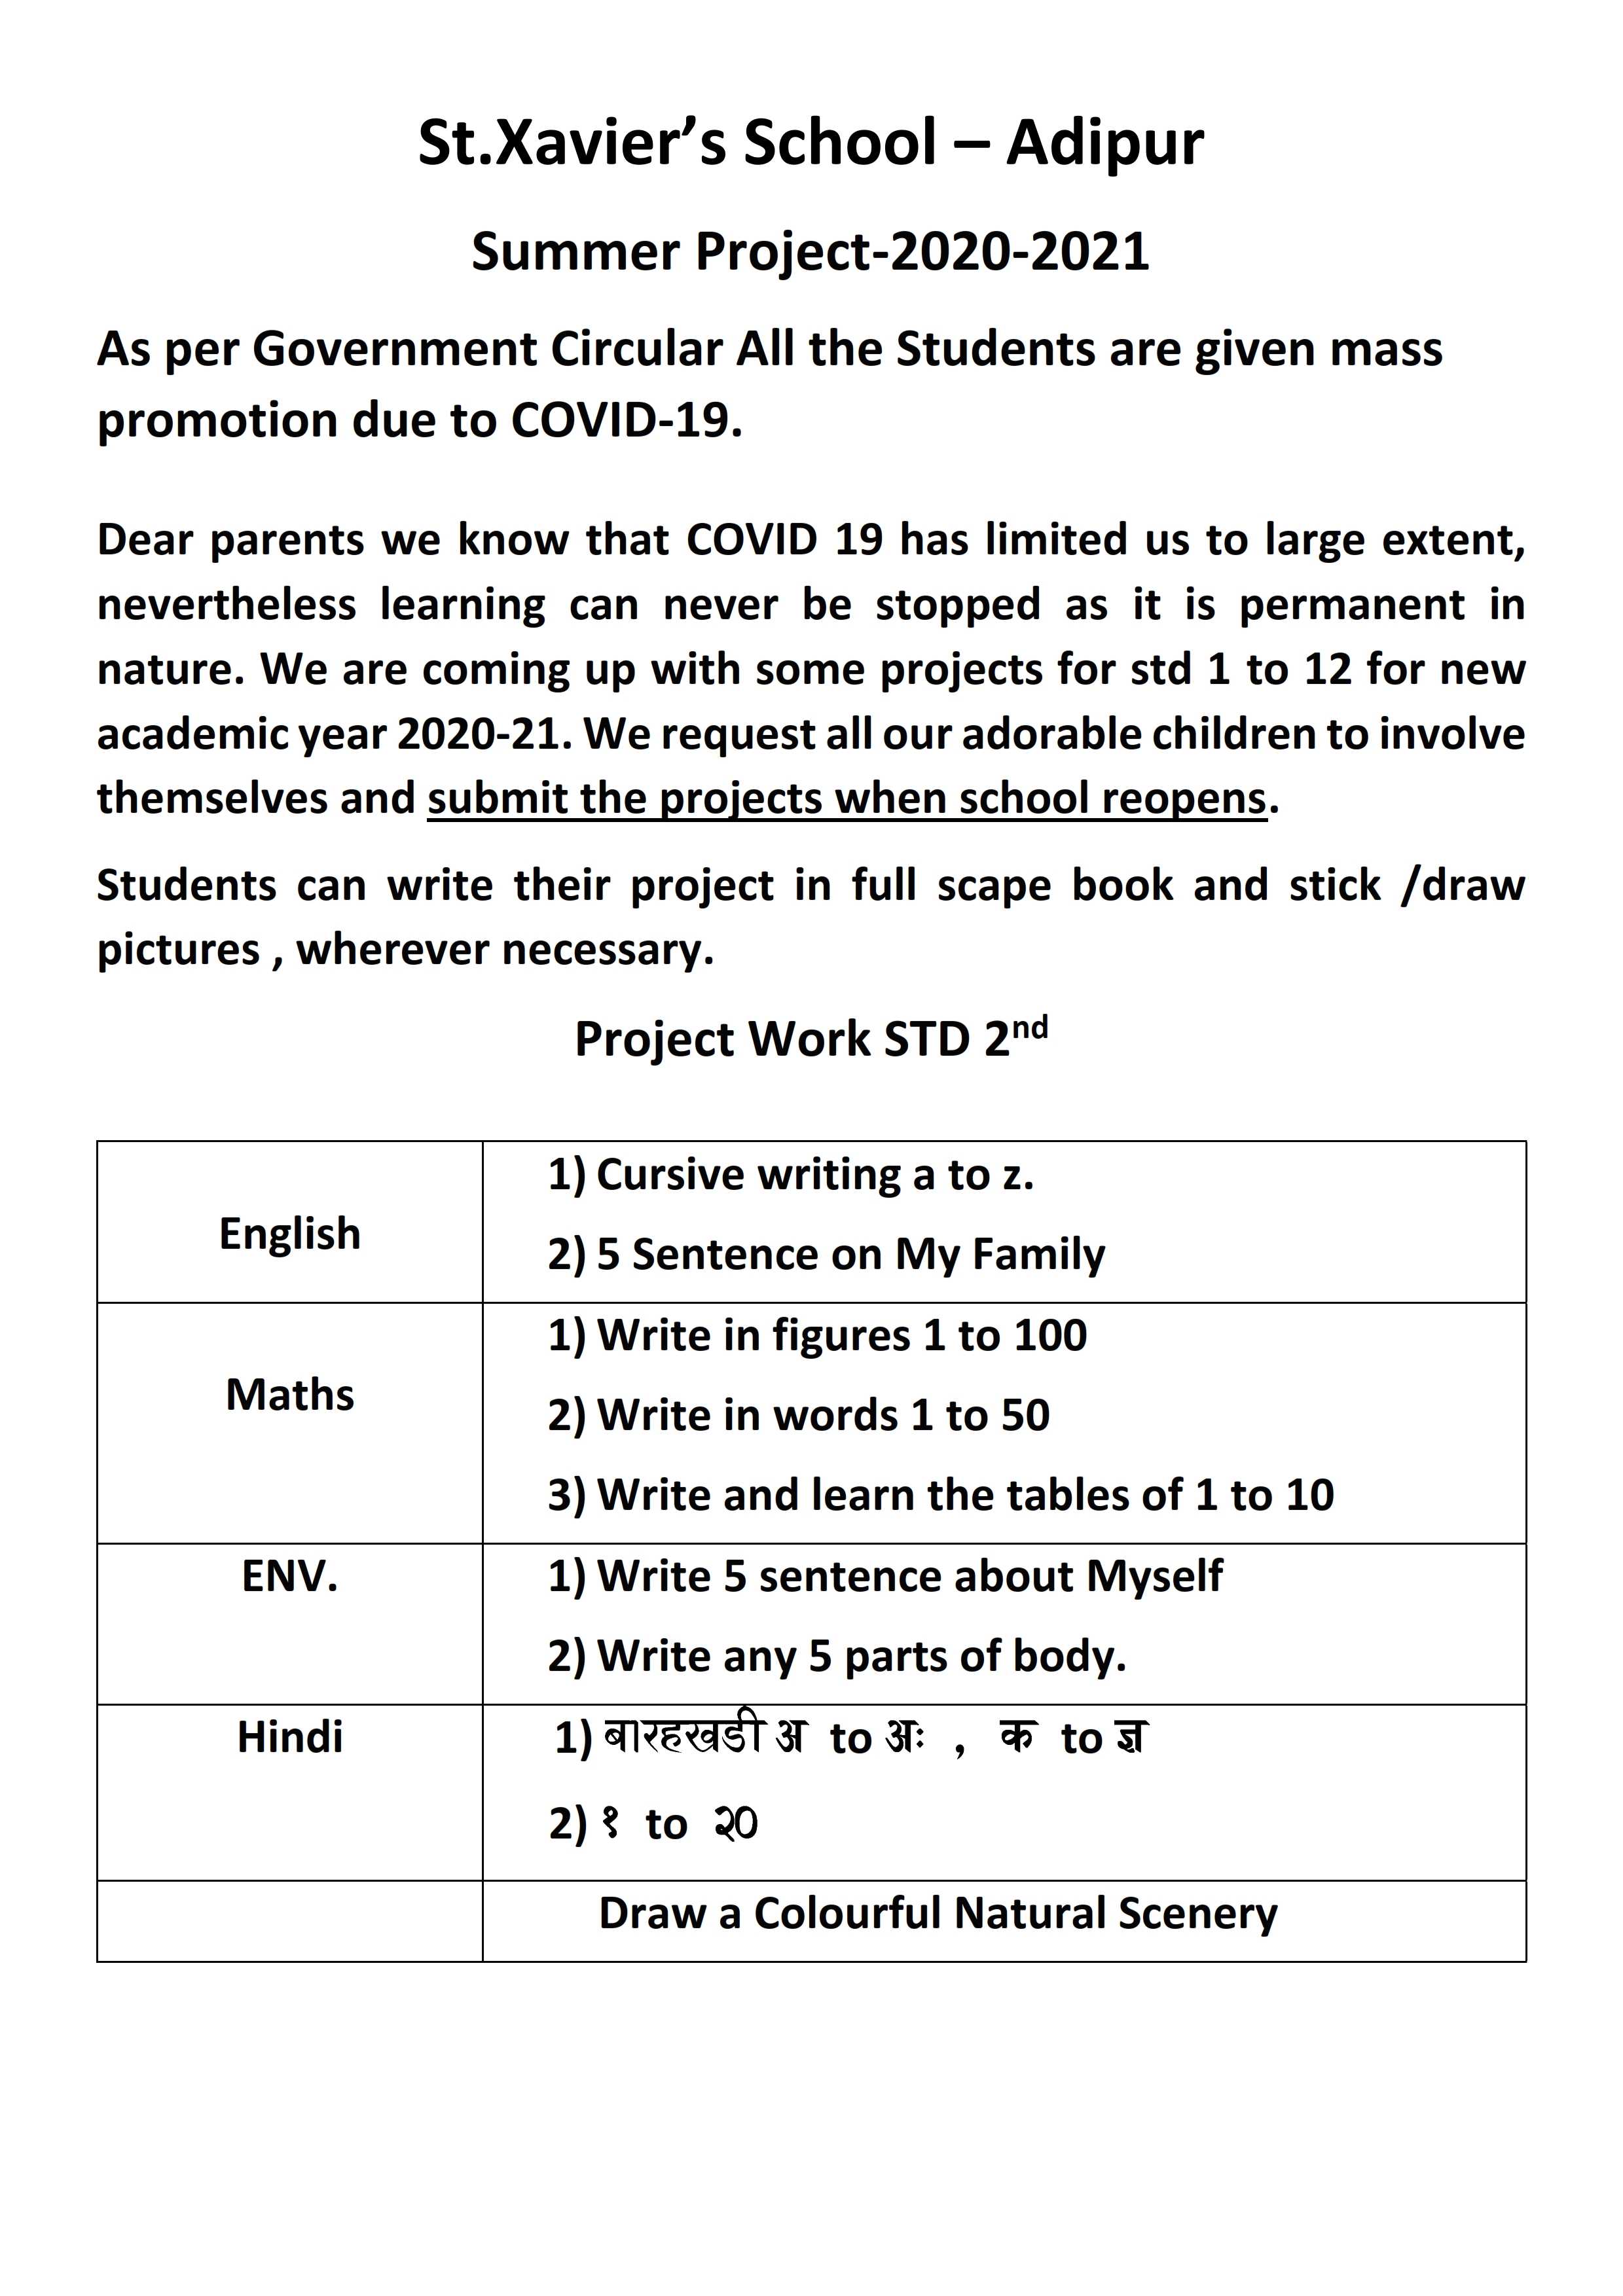 St.Xavier’s School – Adipur
Summer Project-2020-2021
As per Government Circular All the Students are given mass
promotion due to COVID-19.
Dear parents we know that COVID 19 has limited us to large extent,
nevertheless learning can never be stopped as it is permanent in
nature. We are coming up with some projects for std 1 to 12 for new
academic year 2020-21. We request all our adorable children to involve
themselves and submit the projects when school reopens.
Students can write their project in full scape book and stick /draw
pictures , wherever necessary.
Project Work STD 2nd
English
1) Cursive writing a to z.
2) 5 Sentence on My Family
Maths
1) Write in figures 1 to 100
2) Write in words 1 to 50
3) Write and learn the tables of 1 to 10
ENV.
1) Write 5 sentence about Myself
2) Write any 5 parts of body.
Hindi
1) बारहखडी अ to अः , क to ज्ञ
2) १ to २०
Draw a Colourful Natural Scenery